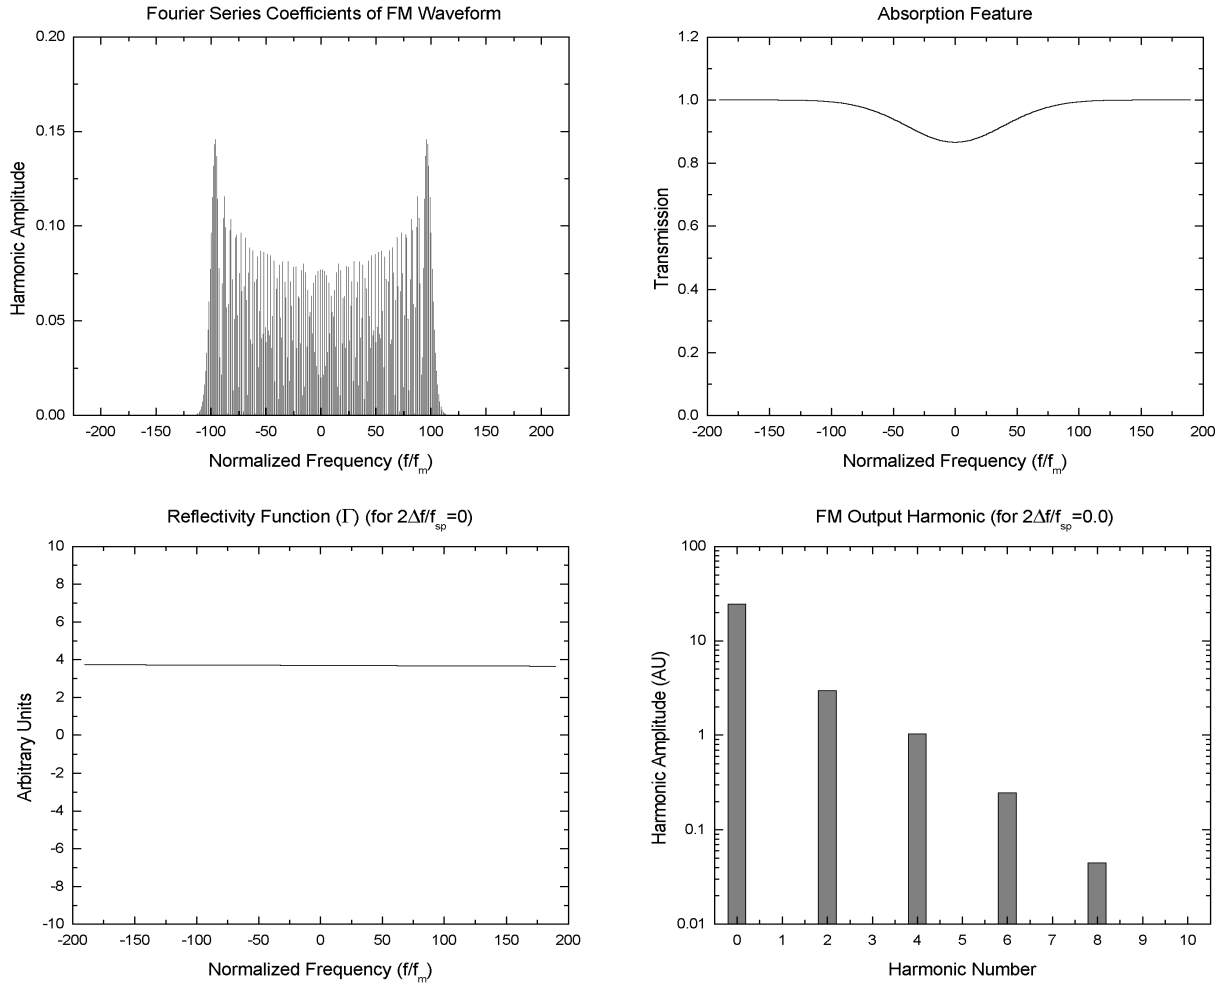 Fourier Series Coefficients of FM Waveform
0.20
0.15
0.10
0.05
0.00
Harmonic Amplitude
-200 -150 -100 -50 0 50 100 150 200
Normalized Frequency (f/fm)
Absorption Feature
1.2
1.0
0.8
0.6
0.4
0.2
0.0
Transmission
-200 -150 -100 -50 0 50 100 150 200
Normalized Frequency (f/fm)
Reflectivity Function (Γ) (for 2Δf/fsp=0)
10
8
6
4
2
0
-2
-4
-6
-8
-10
Arbitrary Units
-200 -150 -100 -50 0 50 100 150 200
Normalized Frequency (f/fm)
FM Output Harmonic (for 2Δf/fsp=0.0)
100
10
1
0.1
0.01
Harmonic Amplitude (AU)
0 1 2 3 4 5 6 7 8 9 10
Harmonic Number